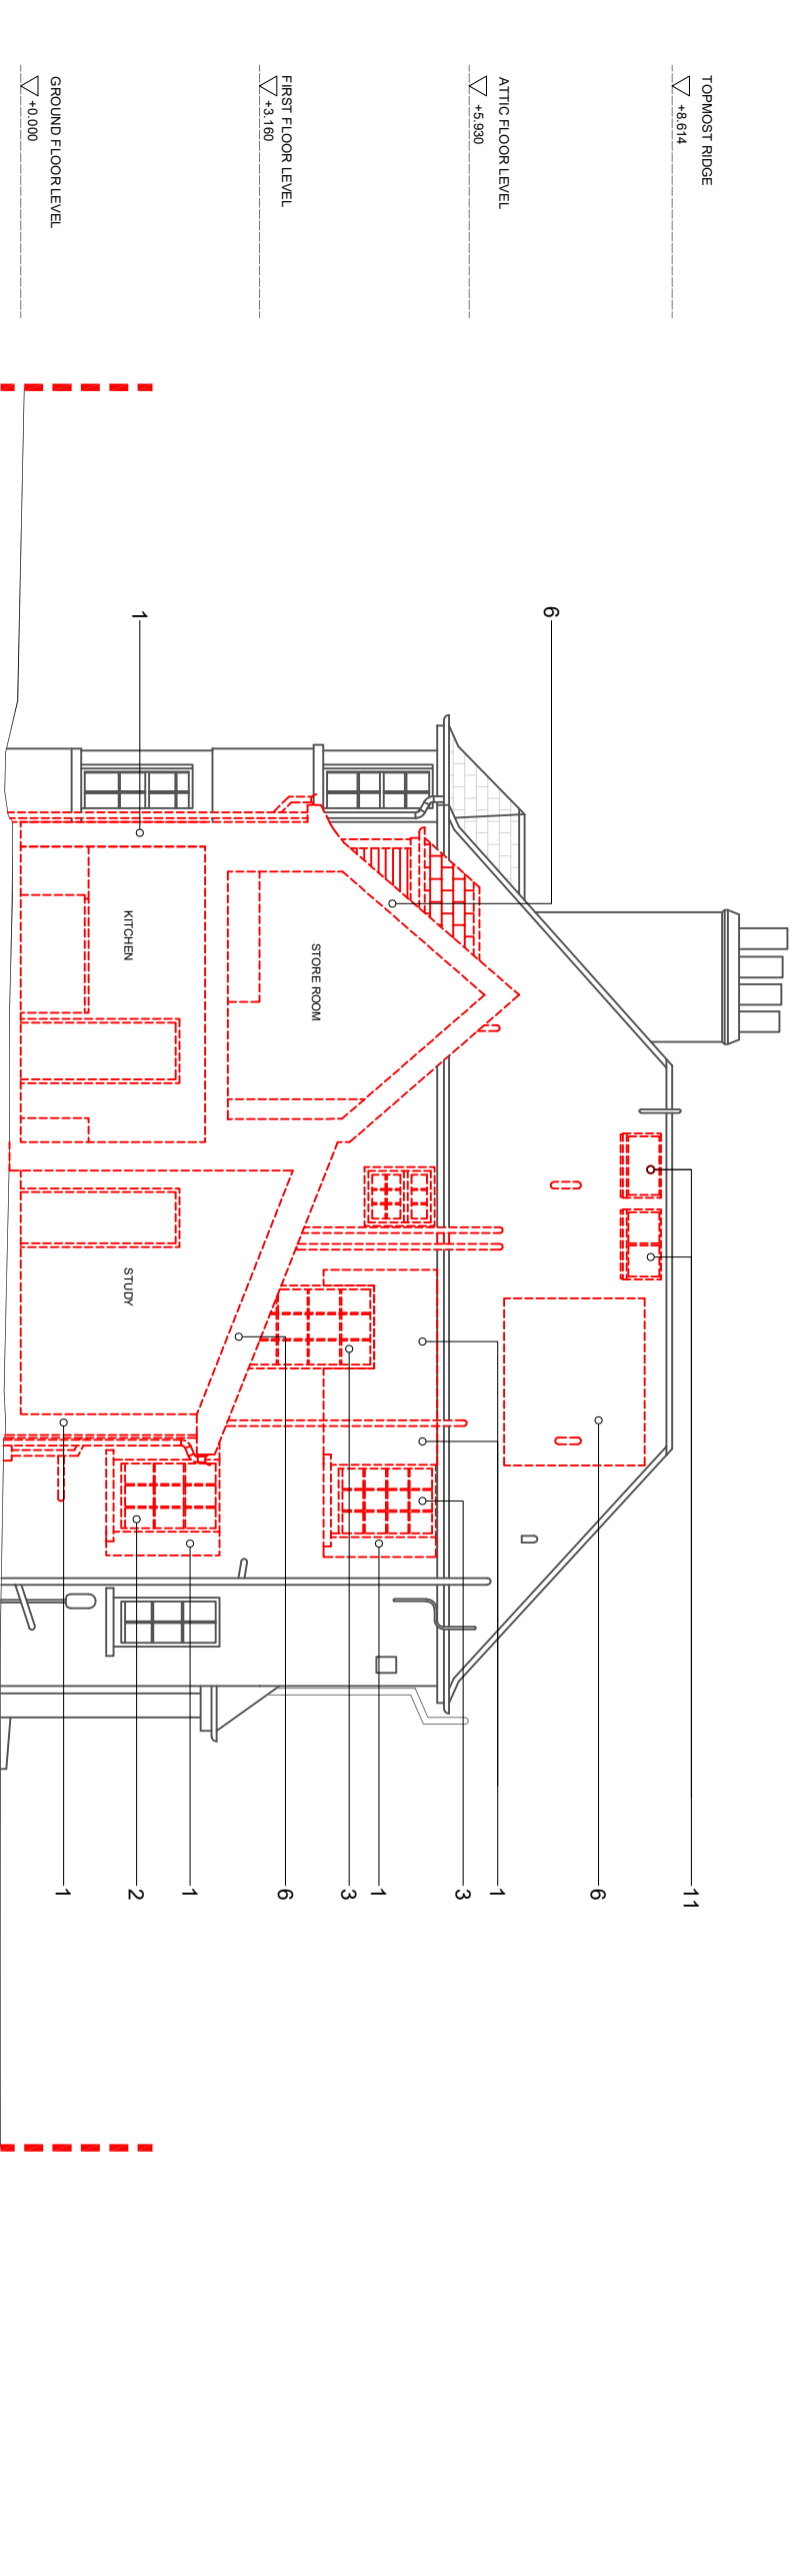 TOPMOST RIDGE
+8.614
ATTIC FLOOR LEVEL
+5.930
FIRST FLOOR LEVEL
+3.160
GROUND FLOOR LEVEL
+0.000
6
1
STORE ROOM
KITCHEN
STUDY
11
6
1
3
1
3
6
1
2
1